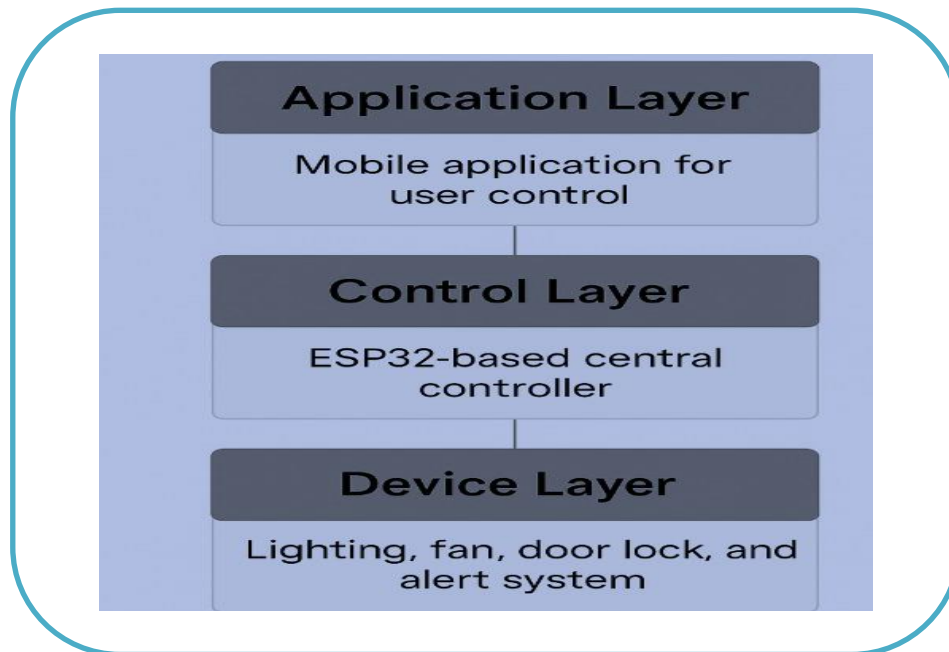 Application Layer
Mobile application for
user control
Control Layer
ESP32-based central
controller
Device Layer
Lighting, fan, door lock, and
alert system